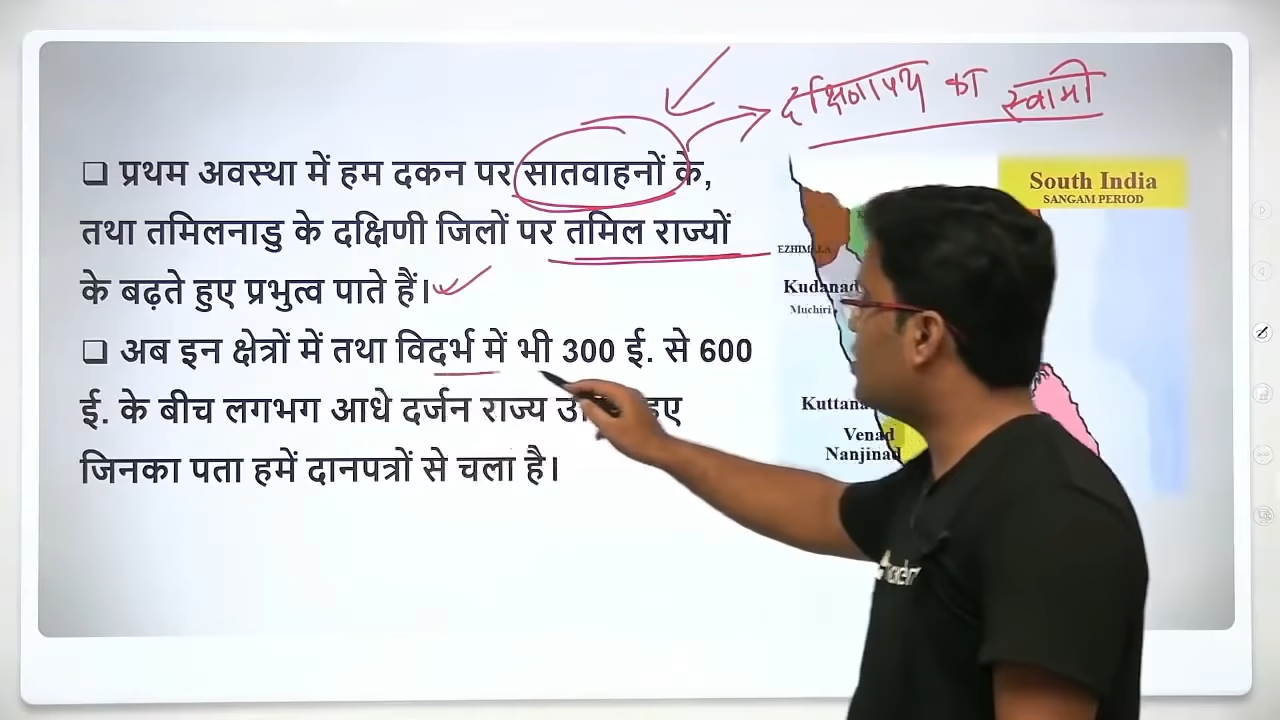 दक्षिनापथ का स्वामी
❑ प्रथम अवस्था में हम दकन पर सातवाहनों के,
तथा तमिलनाडु के दक्षिणी जिलों पर तमिल राज्यों
के बढ़ते हुए प्रभुत्व पाते हैं।
❑ अब इन क्षेत्रों में तथा विदर्भ में भी 300 ई. से 600
ई. के बीच लगभग आधे दर्जन राज्य
जिनका पता हमें दानपत्रों से चला है।
South India
SANGAM PERIOD
Kudanad
Muchiri
Venad
Nanjinad